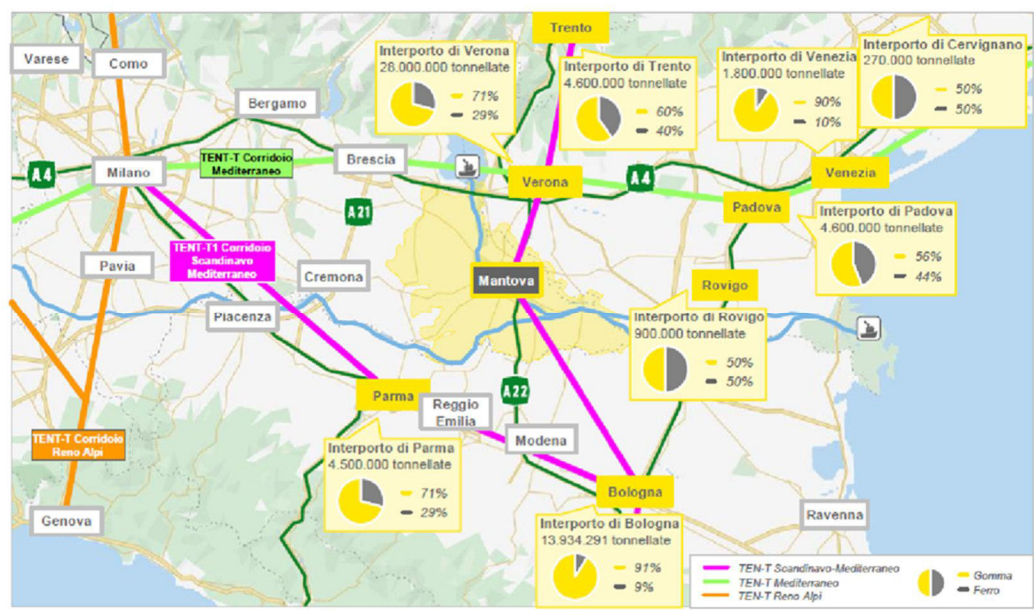 Trento
Varese
Como
Interporto di Verona
28.000.000 tonnellate
71%
29%
Interporto di Trento
4.600.000 tonnellate
60%
40%
Interporto di Venezia
1.800.000 tonnellate
90%
10%
Interporto di Cervignano
270.000 tonnellate
50%
50%
Bergamo
A4
Milano
TENT-T Corridoio
Mediterraneo
Brescia
Verona
A4
Venezia
Padova
A21
Interporto di Padova
4.600.000 tonnellate
56%
44%
TENT-T1 Corridoio
Scandinavo
Mediterraneo
Pavia
Cremona
Mantova
Rovigo
Piacenza
Interporto di Rovigo
900.000 tonnellate
50%
50%
A22
Parma
Reggio
Emilia
Modena
TENT-T Corridoio
Reno Alpi
Interporto di Parma
4.500.000 tonnellate
71%
29%
Bologna
Genova
Ravenna
Interporto di Bologna
13.934.291 tonnellate
91%
9%
TEN-T Scandinavo-Mediterraneo
TEN-T Mediterraneo
TEN-T Reno Alpi
Gomma
Ferro